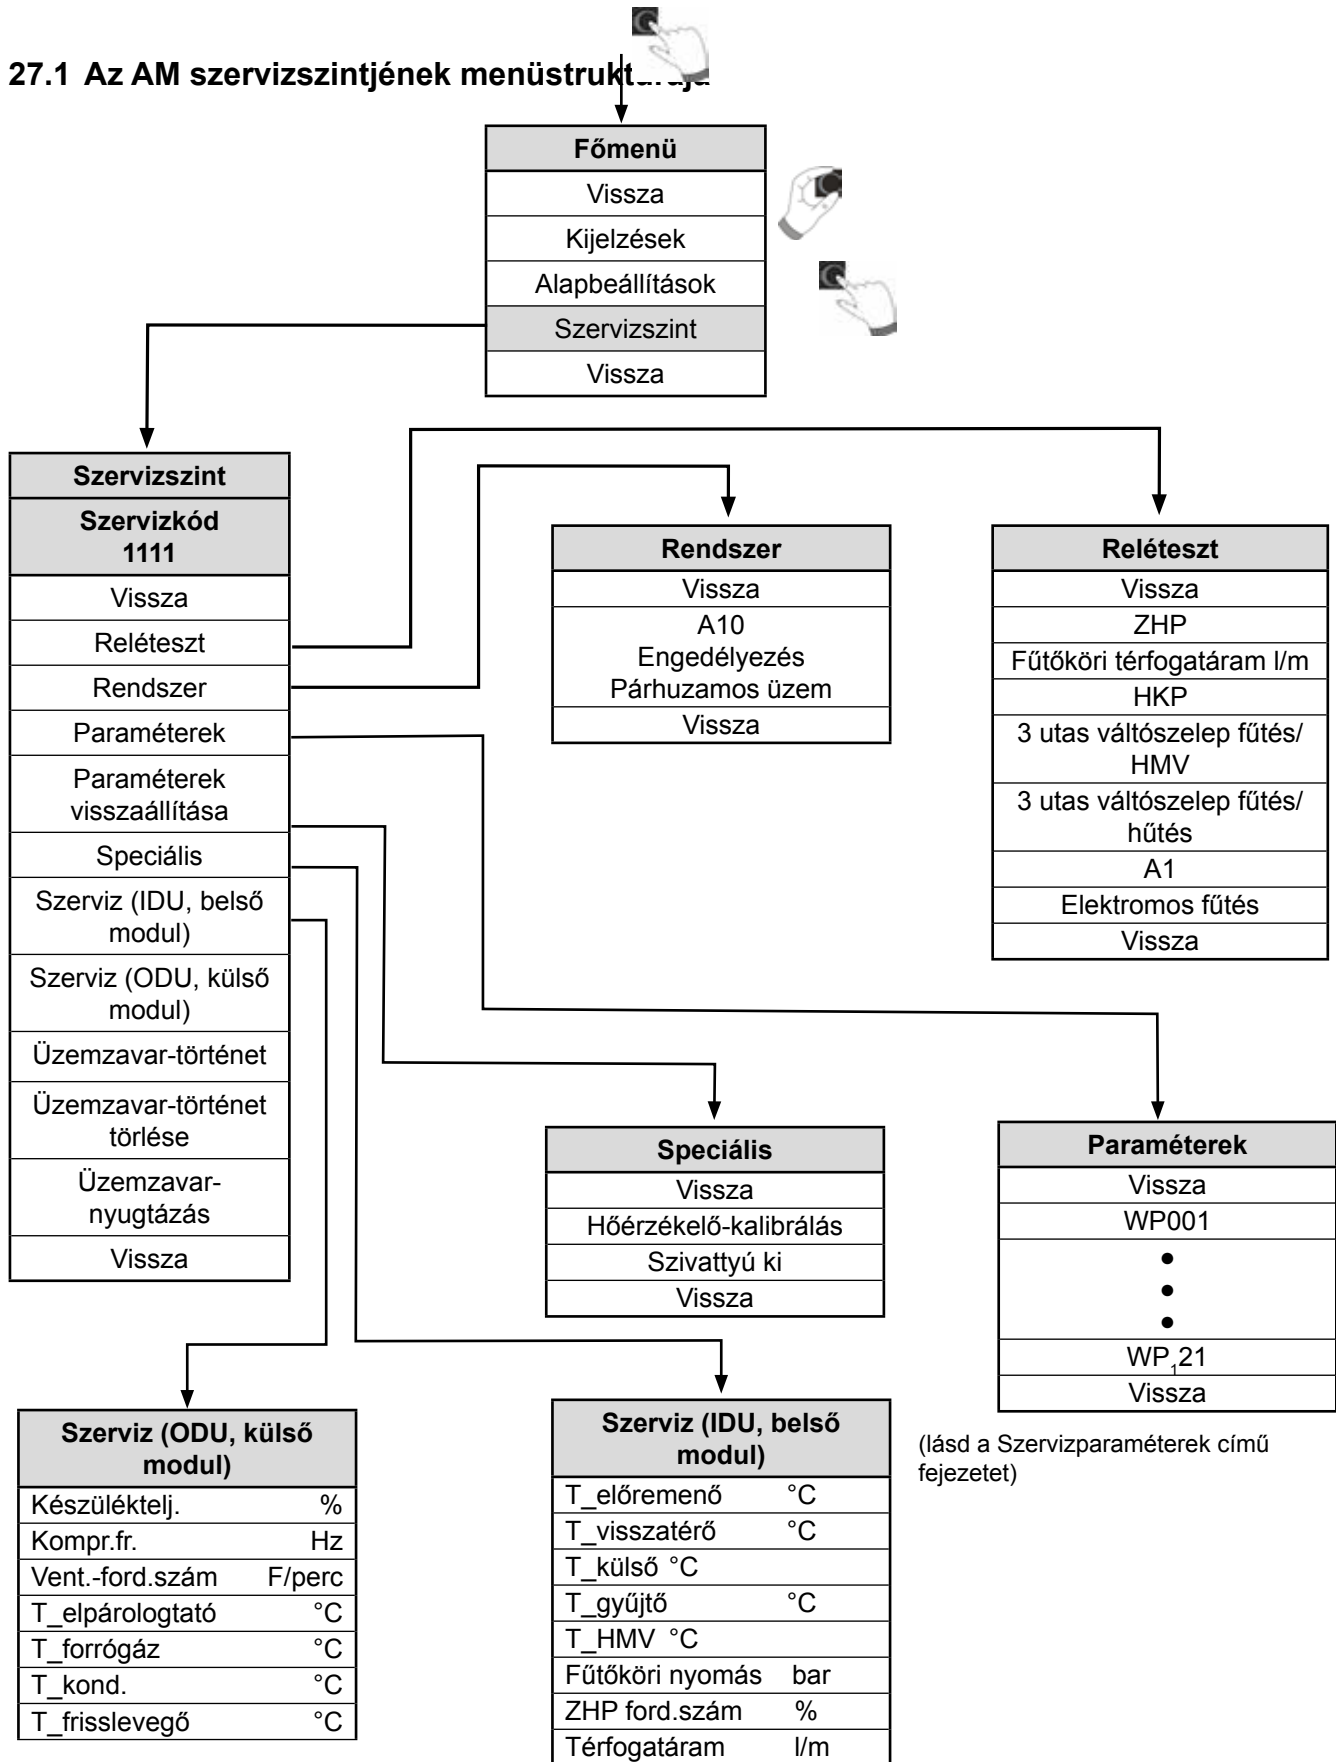 27.1 Az AM szervizszintjének menüstruktúrája
Főmenü
Vissza
Kijelzések
Alapbeállítások
Szervizszint
Vissza
Szervizszint
Szervizkód
1111
Vissza
Reléteszt
Rendszer
Paraméterek
Paraméterek
visszaállítása
Speciális
Szerviz (IDU, belső
modul)
Szerviz (ODU, külső
modul)
Üzemzavar-történet
Üzemzavar-történet
törlése
Üzemzavar-
nyugtázás
Vissza
Rendszer
Vissza
A10
Engedélyezés
Párhuzamos üzem
Vissza
Reléteszt
Vissza
ZHP
Fűtőköri térfogatáram l/m
HKP
3 utas váltószelep fűtés/
HMV
3 utas váltószelep fűtés/
hűtés
A1
Elektromos fűtés
Vissza
Speciális
Vissza
Hőérzékelő-kalibrálás
Szivattyú ki
Vissza
Paraméterek
Vissza
WP001
•
•
•
WP121
Vissza
(lásd a Szervizparaméterek című
fejezetet)
Szerviz (ODU, külső
modul)
Készüléktelj. %
Kompr.fr. Hz
Vent.-ford.szám F/perc
T_elpárologtató °C
T_forrógáz °C
T_kond. °C
T_frisslevegő °C
Szerviz (IDU, belső
modul)
T_előremenő °C
T_visszatérő °C
T_külső °C
T_gyűjtő °C
T_HMV °C
Fűtőköri nyomás bar
ZHP ford.szám %
Térfogatáram l/m